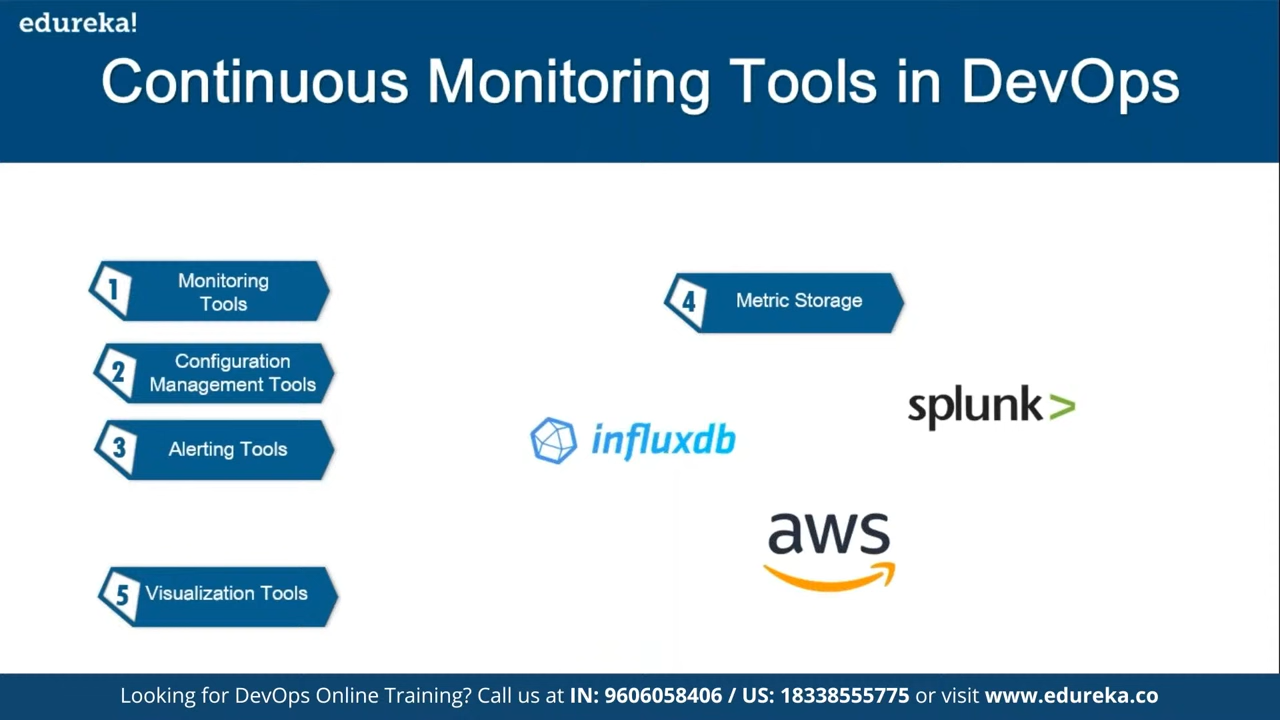 edureka!
Continuous Monitoring Tools in DevOps
1
Monitoring
Tools
2
Configuration
Management Tools
3
Alerting Tools
5
Visualization Tools
4
Metric Storage
influxdb
splunk>
aws
Looking for DevOps Online Training? Call us at IN: 9606058406 / US: 18338555775 or visit www.edureka.co